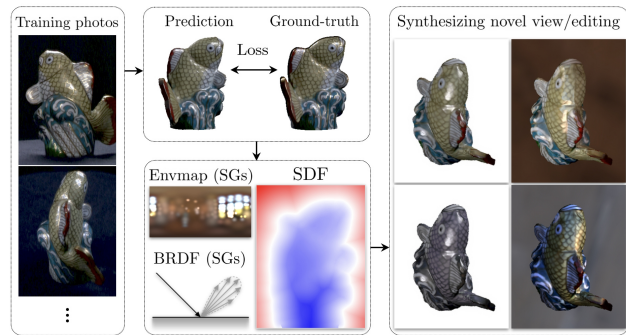 Training photos
Prediction
Ground-truth
Loss
Envmap (SGs)
SDF
BRDF (SGs)
Synthesizing novel view/editing